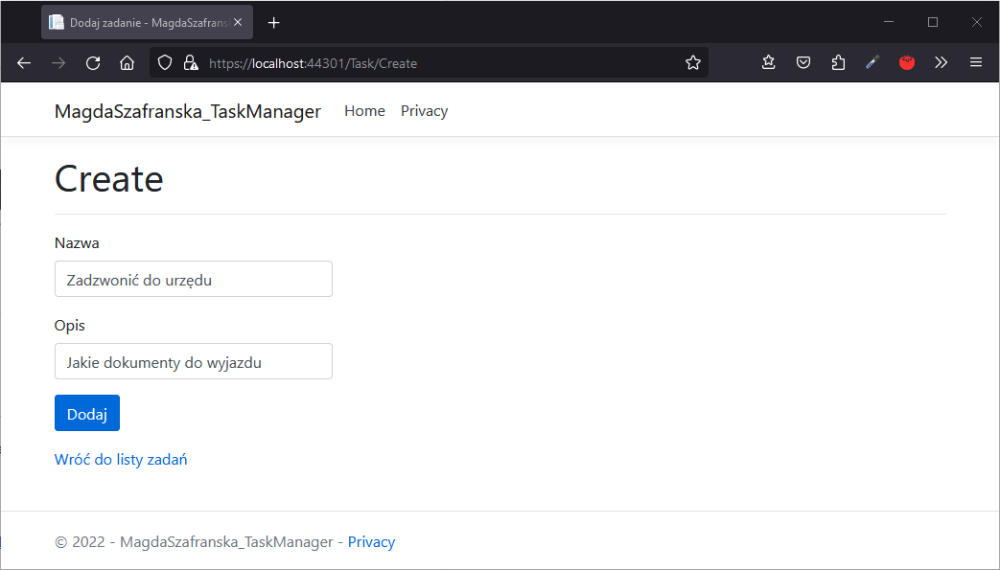 Dodaj zadanie - MagdaSzafrans
https://localhost:44301/Task/Create
MagdaSzafranska_TaskManager Home Privacy
Create
Nazwa
Zadzwonić do urzędu
Opis
Jakie dokumenty do wyjazdu
Dodaj
Wróć do listy zadań
© 2022 - MagdaSzafranska_TaskManager - Privacy